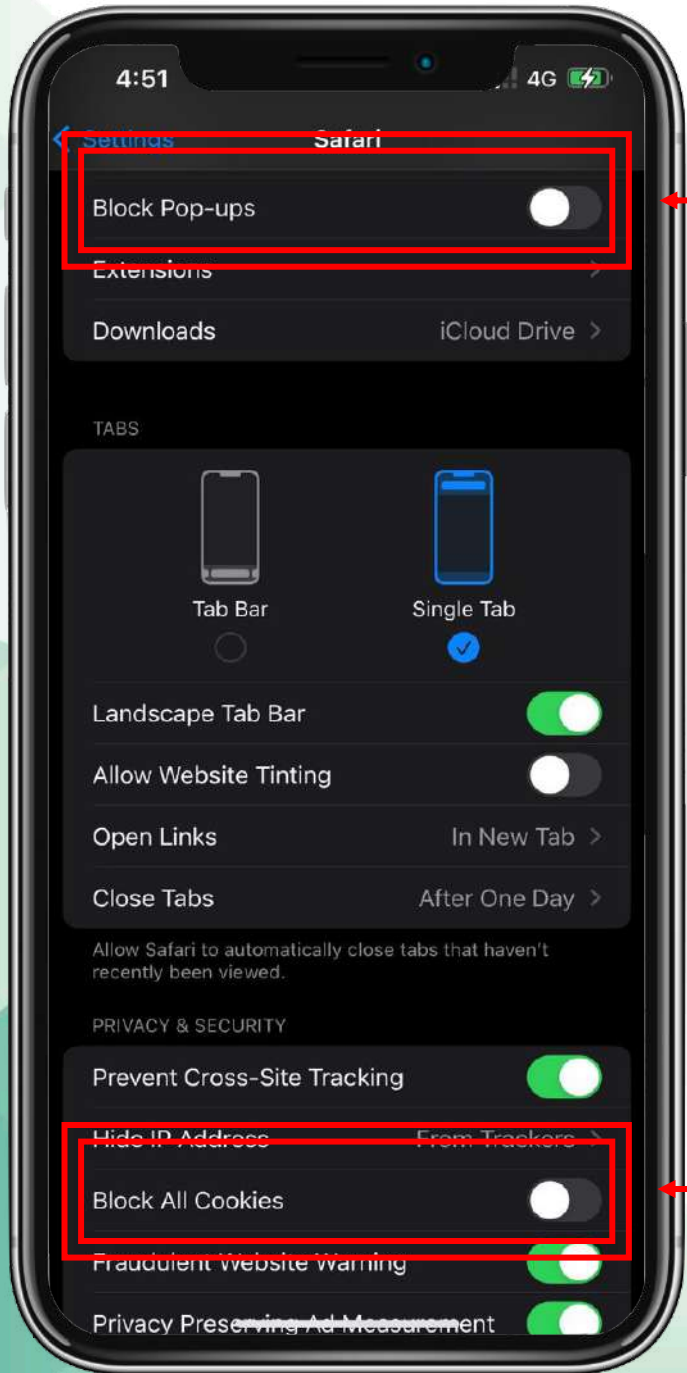 4:51
4G
Settings Safari
Block Pop-ups
Extensions
Downloads iCloud Drive
TABS
Tab Bar Single Tab
Landscape Tab Bar
Allow Website Tinting
Open Links In New Tab
Close Tabs After One Day
Allow Safari to automatically close tabs that haven't
recently been viewed.
PRIVACY & SECURITY
Prevent Cross-Site Tracking
Hide IP Address From Trackers
Block All Cookies
Fraudulent Website Warning
Privacy Preserving Ad Measurement